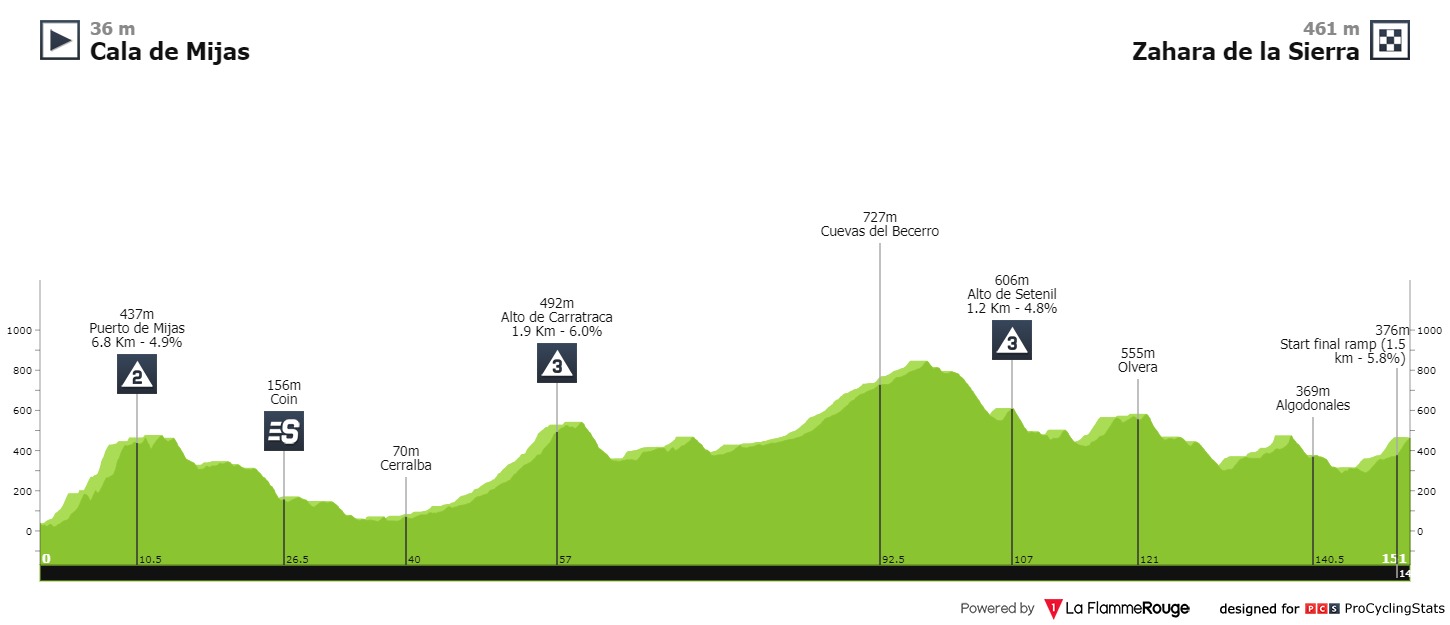 36 m
Cala de Mijas
461 m
Zahara de la Sierra
727m
Cuevas del Becerro
606m
Alto de Setenil
1.2 Km - 4.8%
3
492m
Alto de Carratraca
1.9 Km - 6.0%
3
437m
Puerto de Mijas
6.8 Km - 4.9%
2
376m
Start final ramp (1.5
km - 5.8%)
555m
Olvera
156m
Coin
S
369m
Algodonales
70m
Cerralba
1000
800
600
400
200
0
1000
800
600
400
200
0
0
10.5
26.5
40
57
92.5
107
121
140.5
151
14
Powered by
1
La FlammeRouge
designed for
PCS
ProCyclingStats